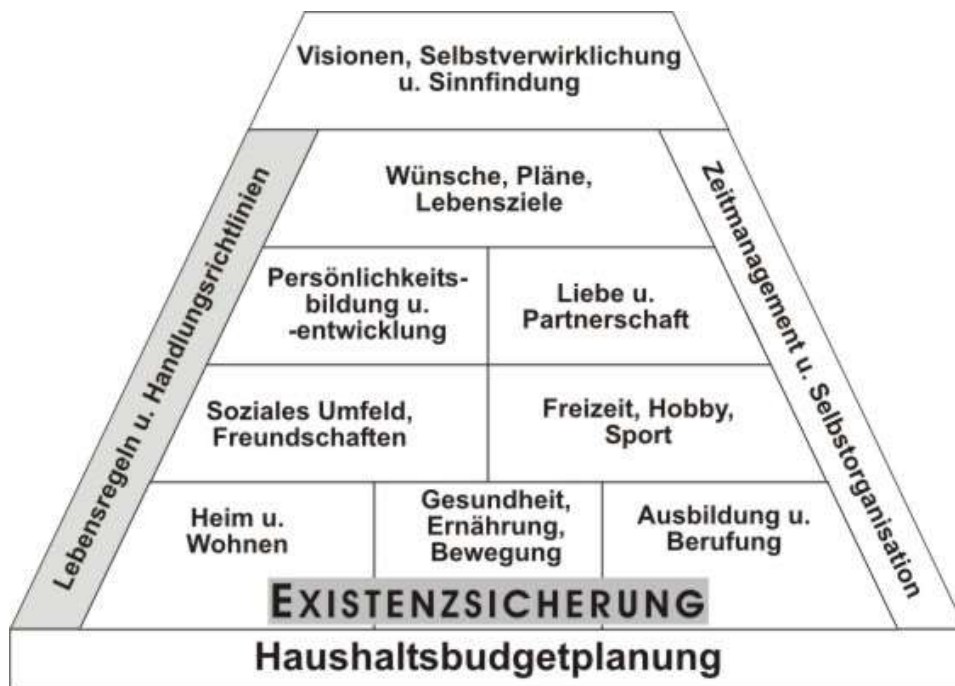 Visionen, Selbstverwirklichung
u. Sinnfindung
Lebensregeln u. Handlungsrichtlinien
Wünsche, Pläne,
Lebensziele
Zeitmanagement u. Selbstorganisation
Persönlichkeits-
bildung u.
-entwicklung
Liebe u.
Partnerschaft
Soziales Umfeld,
Freundschaften
Freizeit, Hobby,
Sport
Heim u.
Wohnen
Gesundheit,
Ernährung,
Bewegung
Ausbildung u.
Berufung
EXISTENZSICHERUNG
Haushaltsbudgetplanung